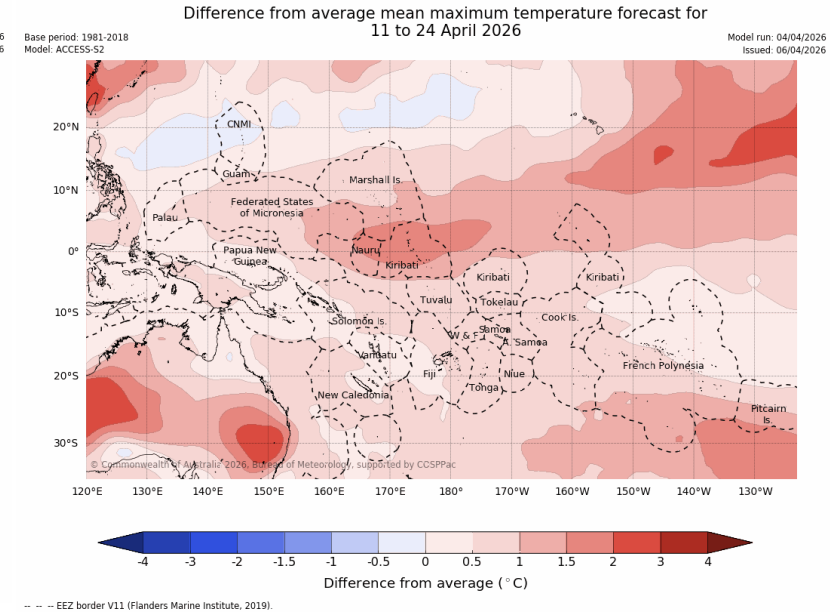 Difference from average mean maximum temperature forecast for
11 to 24 April 2026
6
Base period: 1981-2018
Model run: 04/04/2026
6
Model: ACCESS-S2
Issued: 06/04/2026
20°N
10°N
0°
10°S
20°S
30°S
CNMI
Guam
Marshall Is.
Palau
Federated States
of Micronesia
Papua New
Guinea
Nauru
Kiribati
Kiribati
Kiribati
Tuvalu
Tokelau
Solomon Is.
Cook Is.
W & F
Samoa
A. Samoa
Vanuatu
Fiji
Niue
French Polynesia
Tonga
New Caledonia
Pitcairn
Is.
© Commonwealth of Australia 2026, Bureau of Meteorology, supported by COSPPac
120°E 130°E 140°E 150°E 160°E 170°E 180° 170°W 160°W 150°W 140°W 130°W
-4 -3 -2 -1.5 -1 -0.5 0 0.5 1 1.5 2 3 4
Difference from average (°C)
-- -- -- EEZ border V11 (Flanders Marine Institute, 2019).